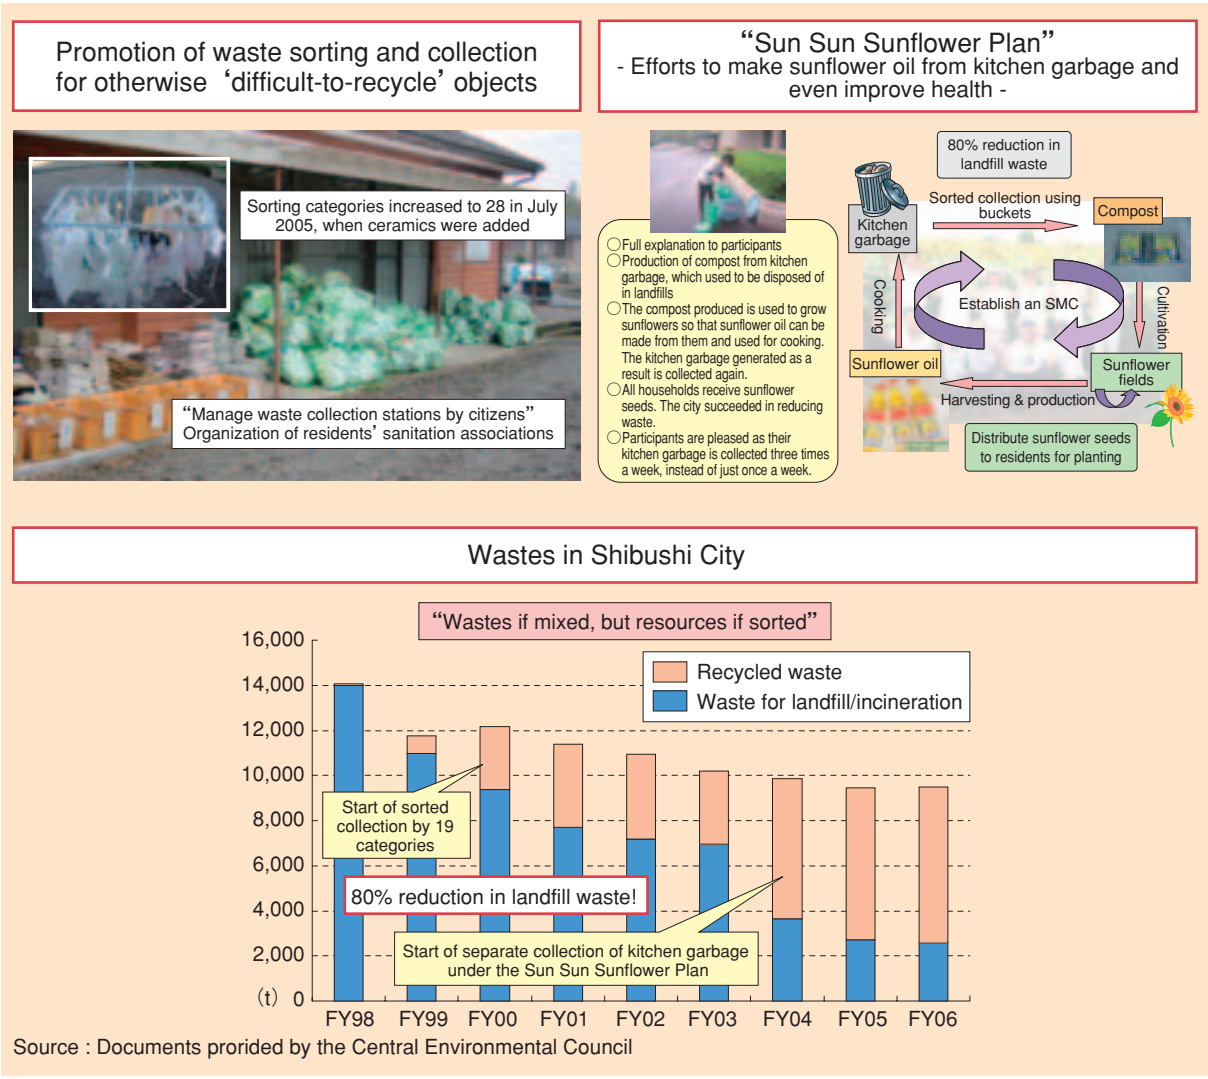 Promotion of waste sorting and collection
for otherwise ‘difficult-to-recycle’ objects
Sorting categories increased to 28 in July
2005, when ceramics were added
“Manage waste collection stations by citizens”
Organization of residents’ sanitation associations
“Sun Sun Sunflower Plan”
- Efforts to make sunflower oil from kitchen garbage and
even improve health -
○Full explanation to participants
○Production of compost from kitchen
garbage, which used to be disposed of
in landfills
○The compost produced is used to grow
sunflowers so that sunflower oil can be
made from them and used for cooking.
The kitchen garbage generated as a
result is collected again.
○All households receive sunflower
seeds. The city succeeded in reducing
waste.
○Participants are pleased as their
kitchen garbage is collected three times
a week, instead of just once a week.
80% reduction in
landfill waste
Kitchen
garbage
Sorted collection using
buckets
Compost
Cooking
Establish an SMC
Cultivation
Sunflower oil
Sunflower
fields
Harvesting & production
Distribute sunflower seeds
to residents for planting
Wastes in Shibushi City
“Wastes if mixed, but resources if sorted”
Recycled waste
Waste for landfill/incineration
16,000
14,000
12,000
10,000
8,000
6,000
4,000
2,000
(t) 0
Start of sorted
collection by 19
categories
80% reduction in landfill waste!
Start of separate collection of kitchen garbage
under the Sun Sun Sunflower Plan
FY98 FY99 FY00 FY01 FY02 FY03 FY04 FY05 FY06
Source : Documents prorided by the Central Environmental Council